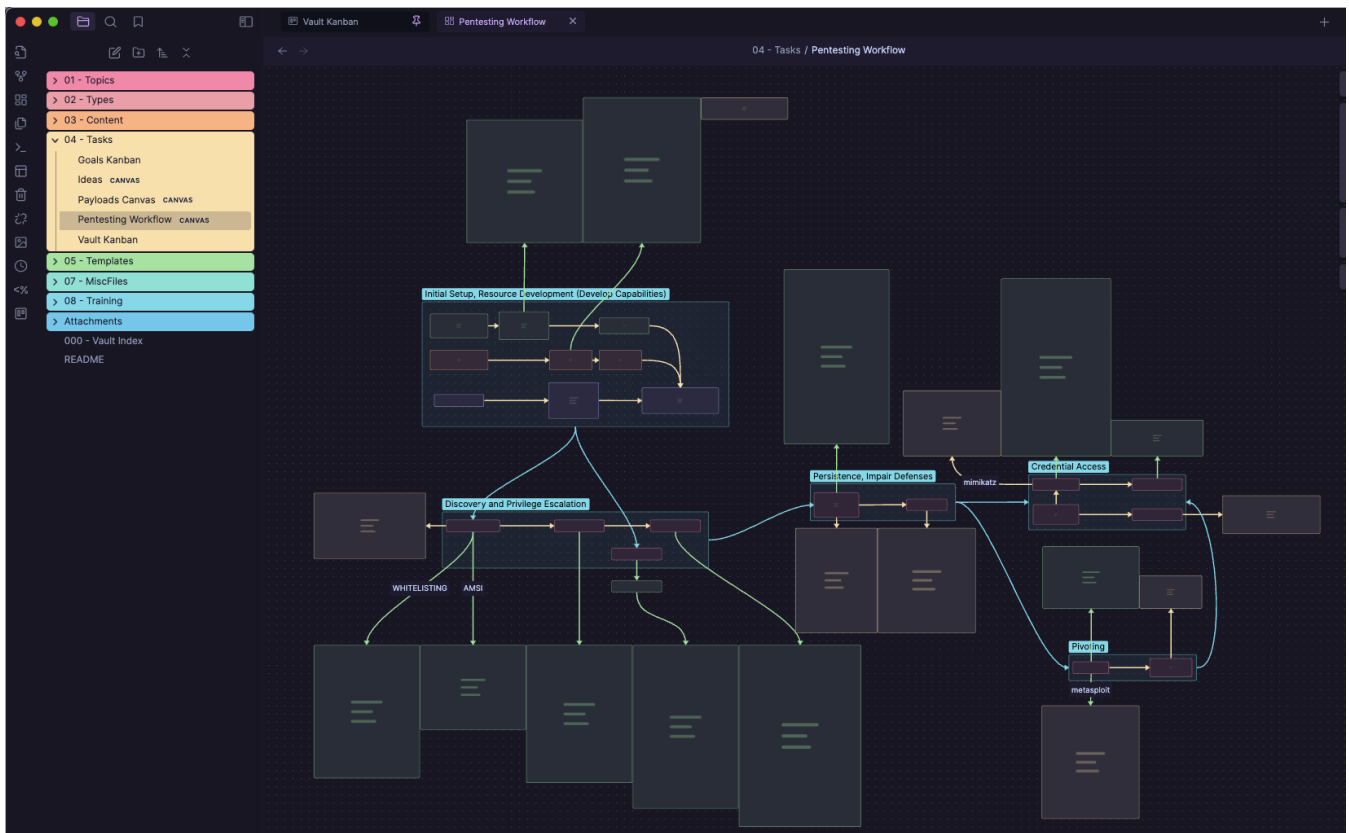 Vault Kanban
Pentesting Workflow
04 - Tasks / Pentesting Workflow
01 - Topics
02 - Types
03 - Content
04 - Tasks
Goals Kanban
Ideas CANVAS
Payloads Canvas CANVAS
Pentesting Workflow CANVAS
Vault Kanban
05 - Templates
07 - MiscFiles
08 - Training
Attachments
000 - Vault Index
README
Initial Setup, Resource Development (Develop Capabilities)
Discovery and Privilege Escalation
WHITELISTING
AMSI
Persistence, Impair Defenses
Credential Access
mimikatz
Pivoting
metasploit